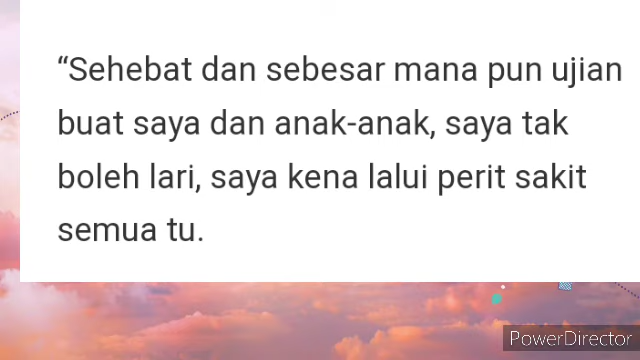 “Sehebat dan sebesar mana pun ujian
buat saya dan anak-anak, saya tak
boleh lari, saya kena lalui perit sakit
semua tu.
PowerDirector